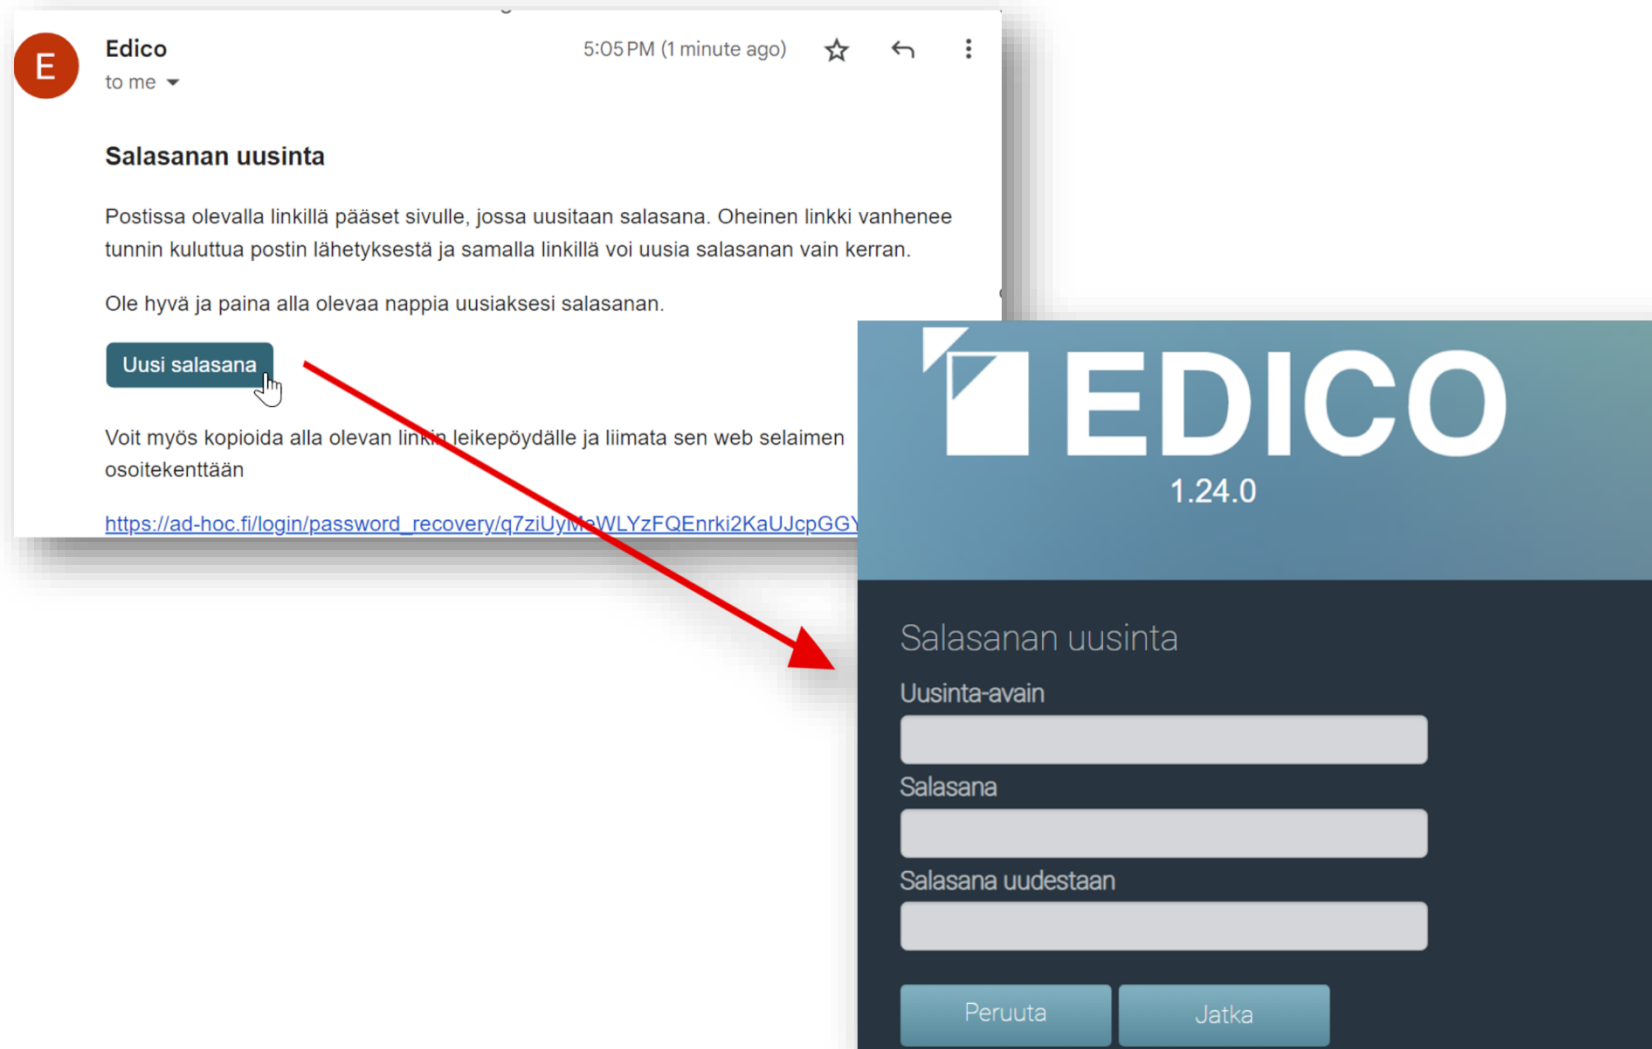 E
Edico
5:05 PM (1 minute ago)
to me
Salasanan uusinta
Postissa olevalla linkillä pääset sivulle, jossa uusitaan salasana. Oheinen linkki vanhenee
tunnin kuluttua postin lähetyksestä ja samalla linkillä voi uusia salasanan vain kerran.
Ole hyvä ja paina alla olevaa nappia uusiaksesi salasanan.
Uusi salasana
Voit myös kopioida alla olevan linkin leikepöydälle ja liimata sen web selaimen
osoitekenttään
EDICO
1.24.0
Salasanan uusinta
Uusinta-avain
Salasana
Salasana uudestaan
Peruuta
Jatka